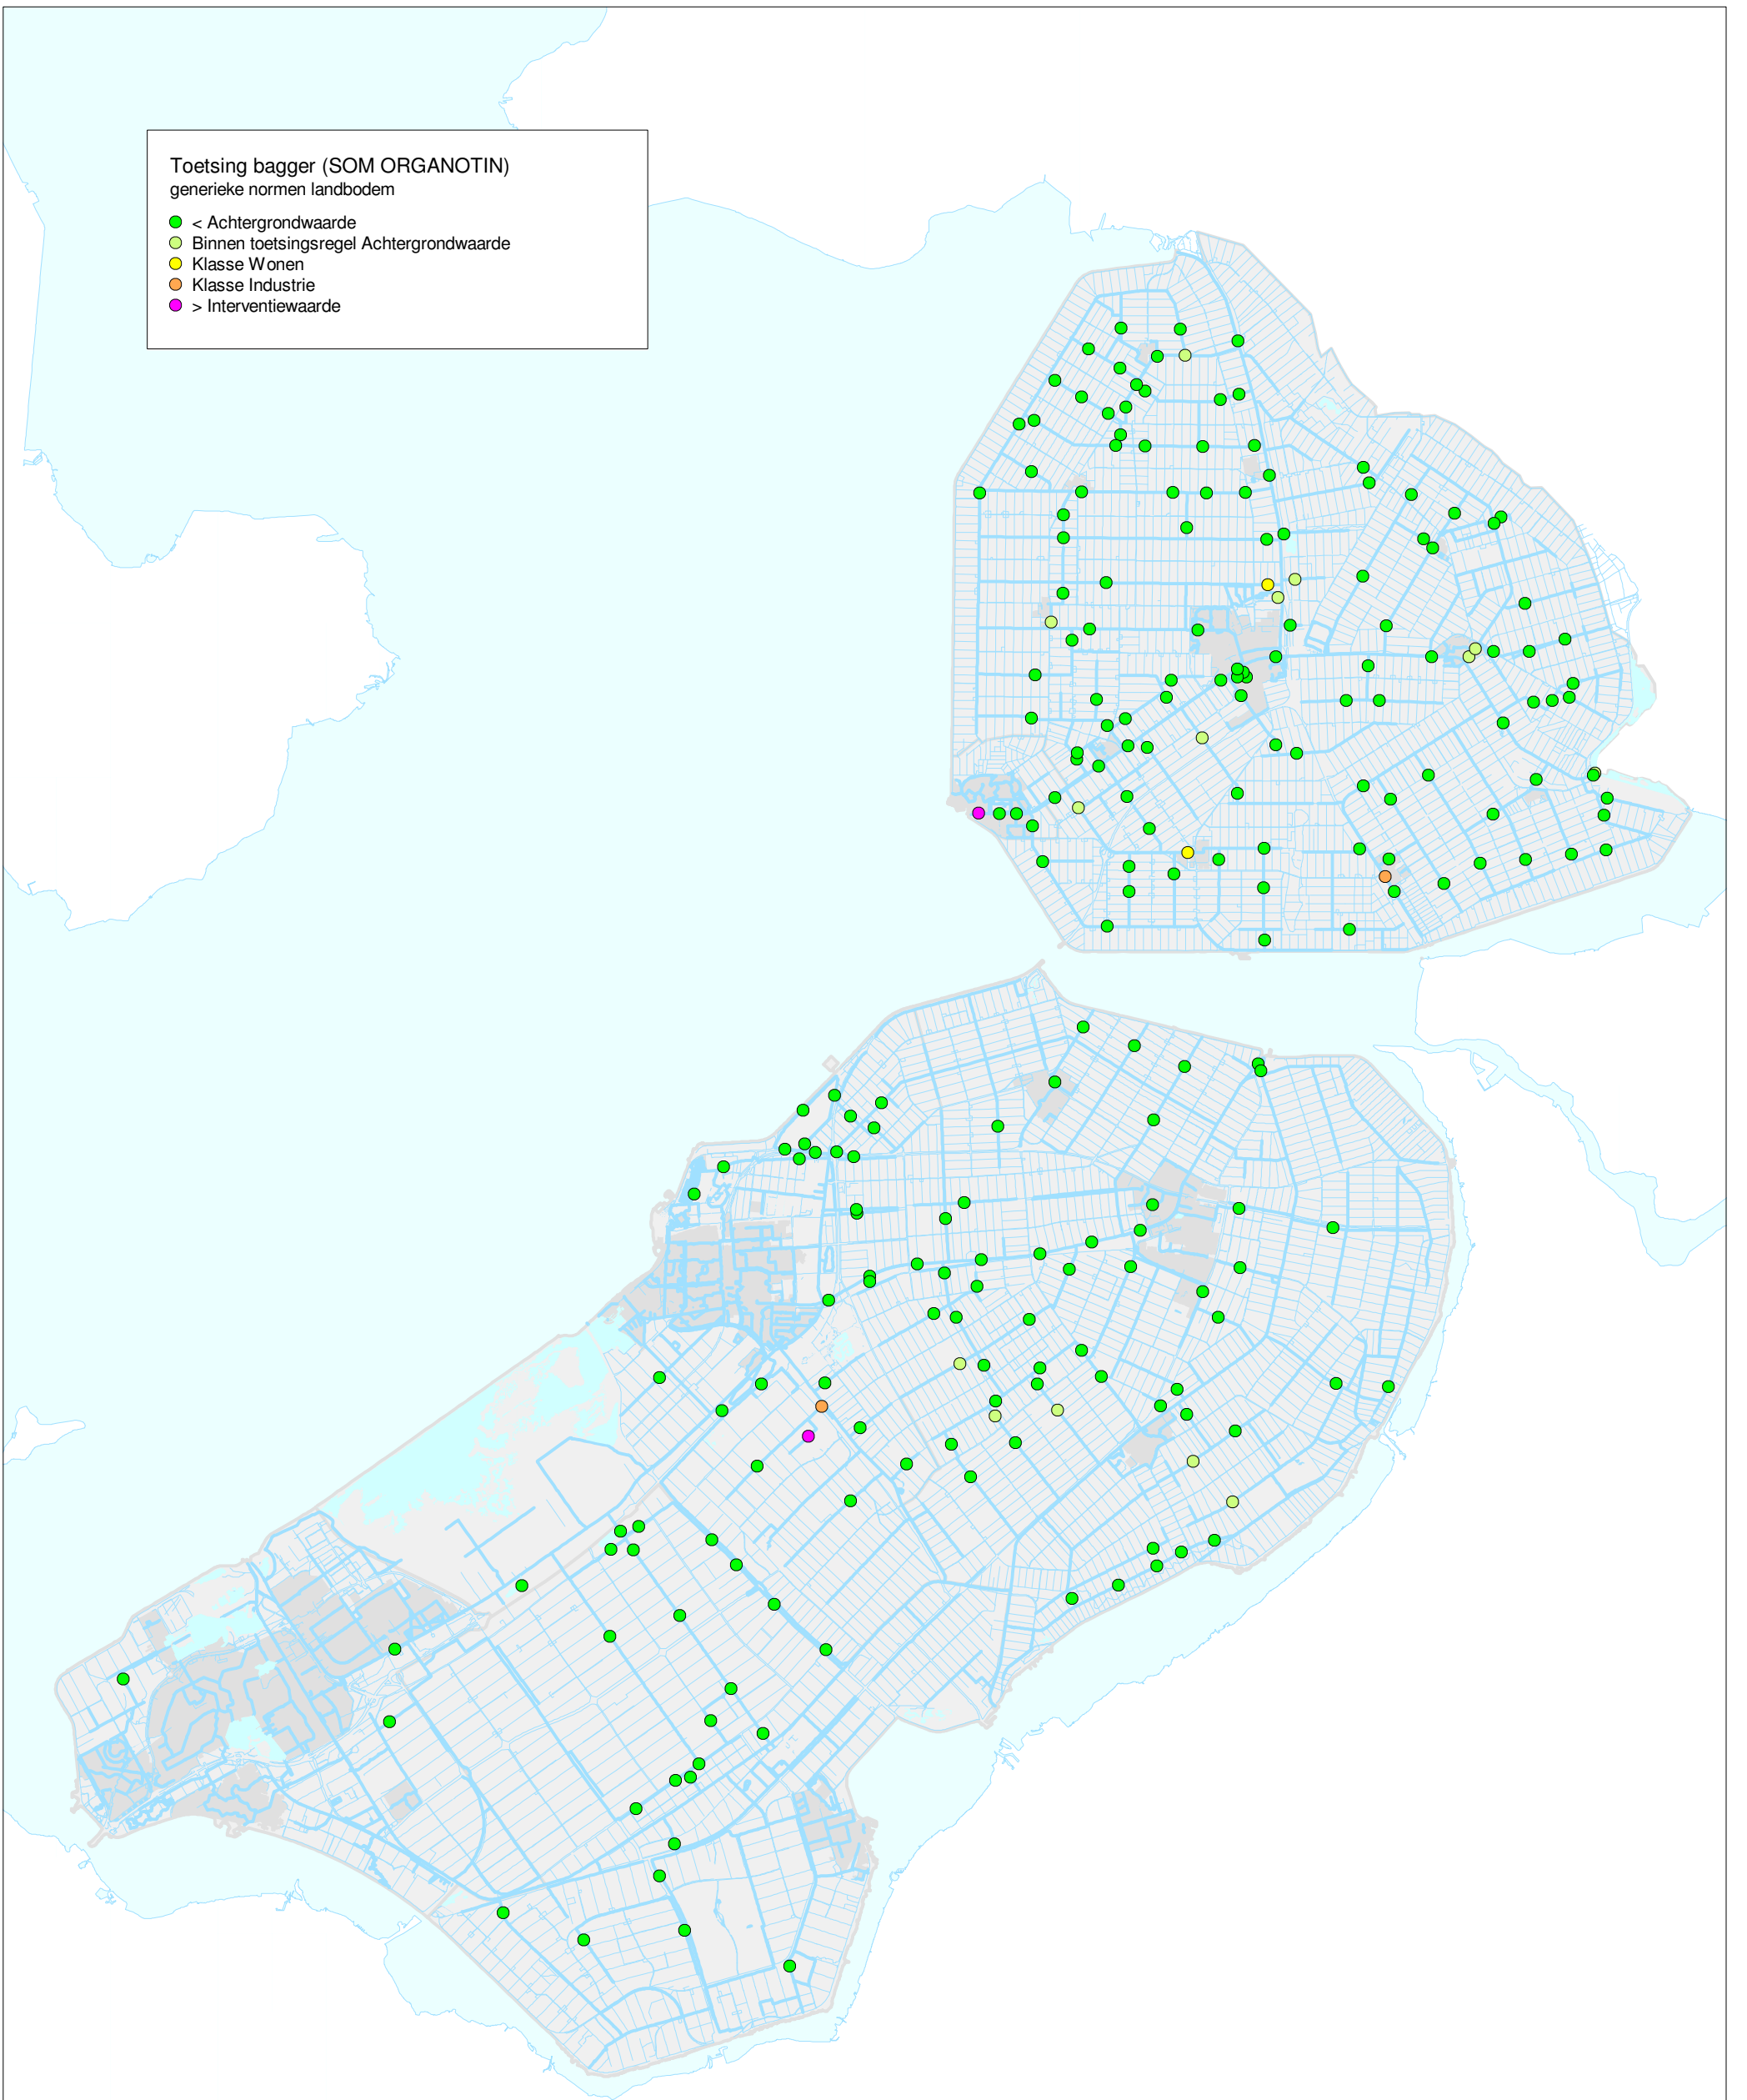 Toetsing bagger (SOM ORGANOTIN)
generieke normen landbodem
< Achtergrondwaarde
Binnen toetsingsregel Achtergrondwaarde
Klasse Wonen
Klasse Industrie
> Interventiewaarde